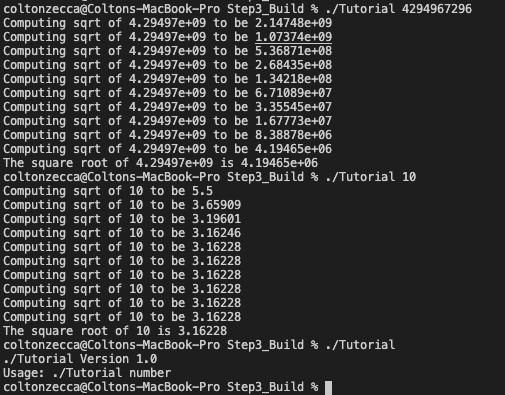 coltonzecca@Coltons-MacBook-Pro Step3_Build % ./Tutorial 4294967296
Computing sqrt of 4.29497e+09 to be 2.14748e+09
Computing sqrt of 4.29497e+09 to be 1.07374e+09
Computing sqrt of 4.29497e+09 to be 5.36871e+08
Computing sqrt of 4.29497e+09 to be 2.68435e+08
Computing sqrt of 4.29497e+09 to be 1.34218e+08
Computing sqrt of 4.29497e+09 to be 6.71089e+07
Computing sqrt of 4.29497e+09 to be 3.35545e+07
Computing sqrt of 4.29497e+09 to be 1.67773e+07
Computing sqrt of 4.29497e+09 to be 8.38878e+06
Computing sqrt of 4.29497e+09 to be 4.19465e+06
The square root of 4.29497e+09 is 4.19465e+06
coltonzecca@Coltons-MacBook-Pro Step3_Build % ./Tutorial 10
Computing sqrt of 10 to be 5.5
Computing sqrt of 10 to be 3.65909
Computing sqrt of 10 to be 3.19601
Computing sqrt of 10 to be 3.16246
Computing sqrt of 10 to be 3.16228
Computing sqrt of 10 to be 3.16228
Computing sqrt of 10 to be 3.16228
Computing sqrt of 10 to be 3.16228
Computing sqrt of 10 to be 3.16228
Computing sqrt of 10 to be 3.16228
The square root of 10 is 3.16228
coltonzecca@Coltons-MacBook-Pro Step3_Build % ./Tutorial
./Tutorial Version 1.0
Usage: ./Tutorial number
coltonzecca@Coltons-MacBook-Pro Step3_Build %